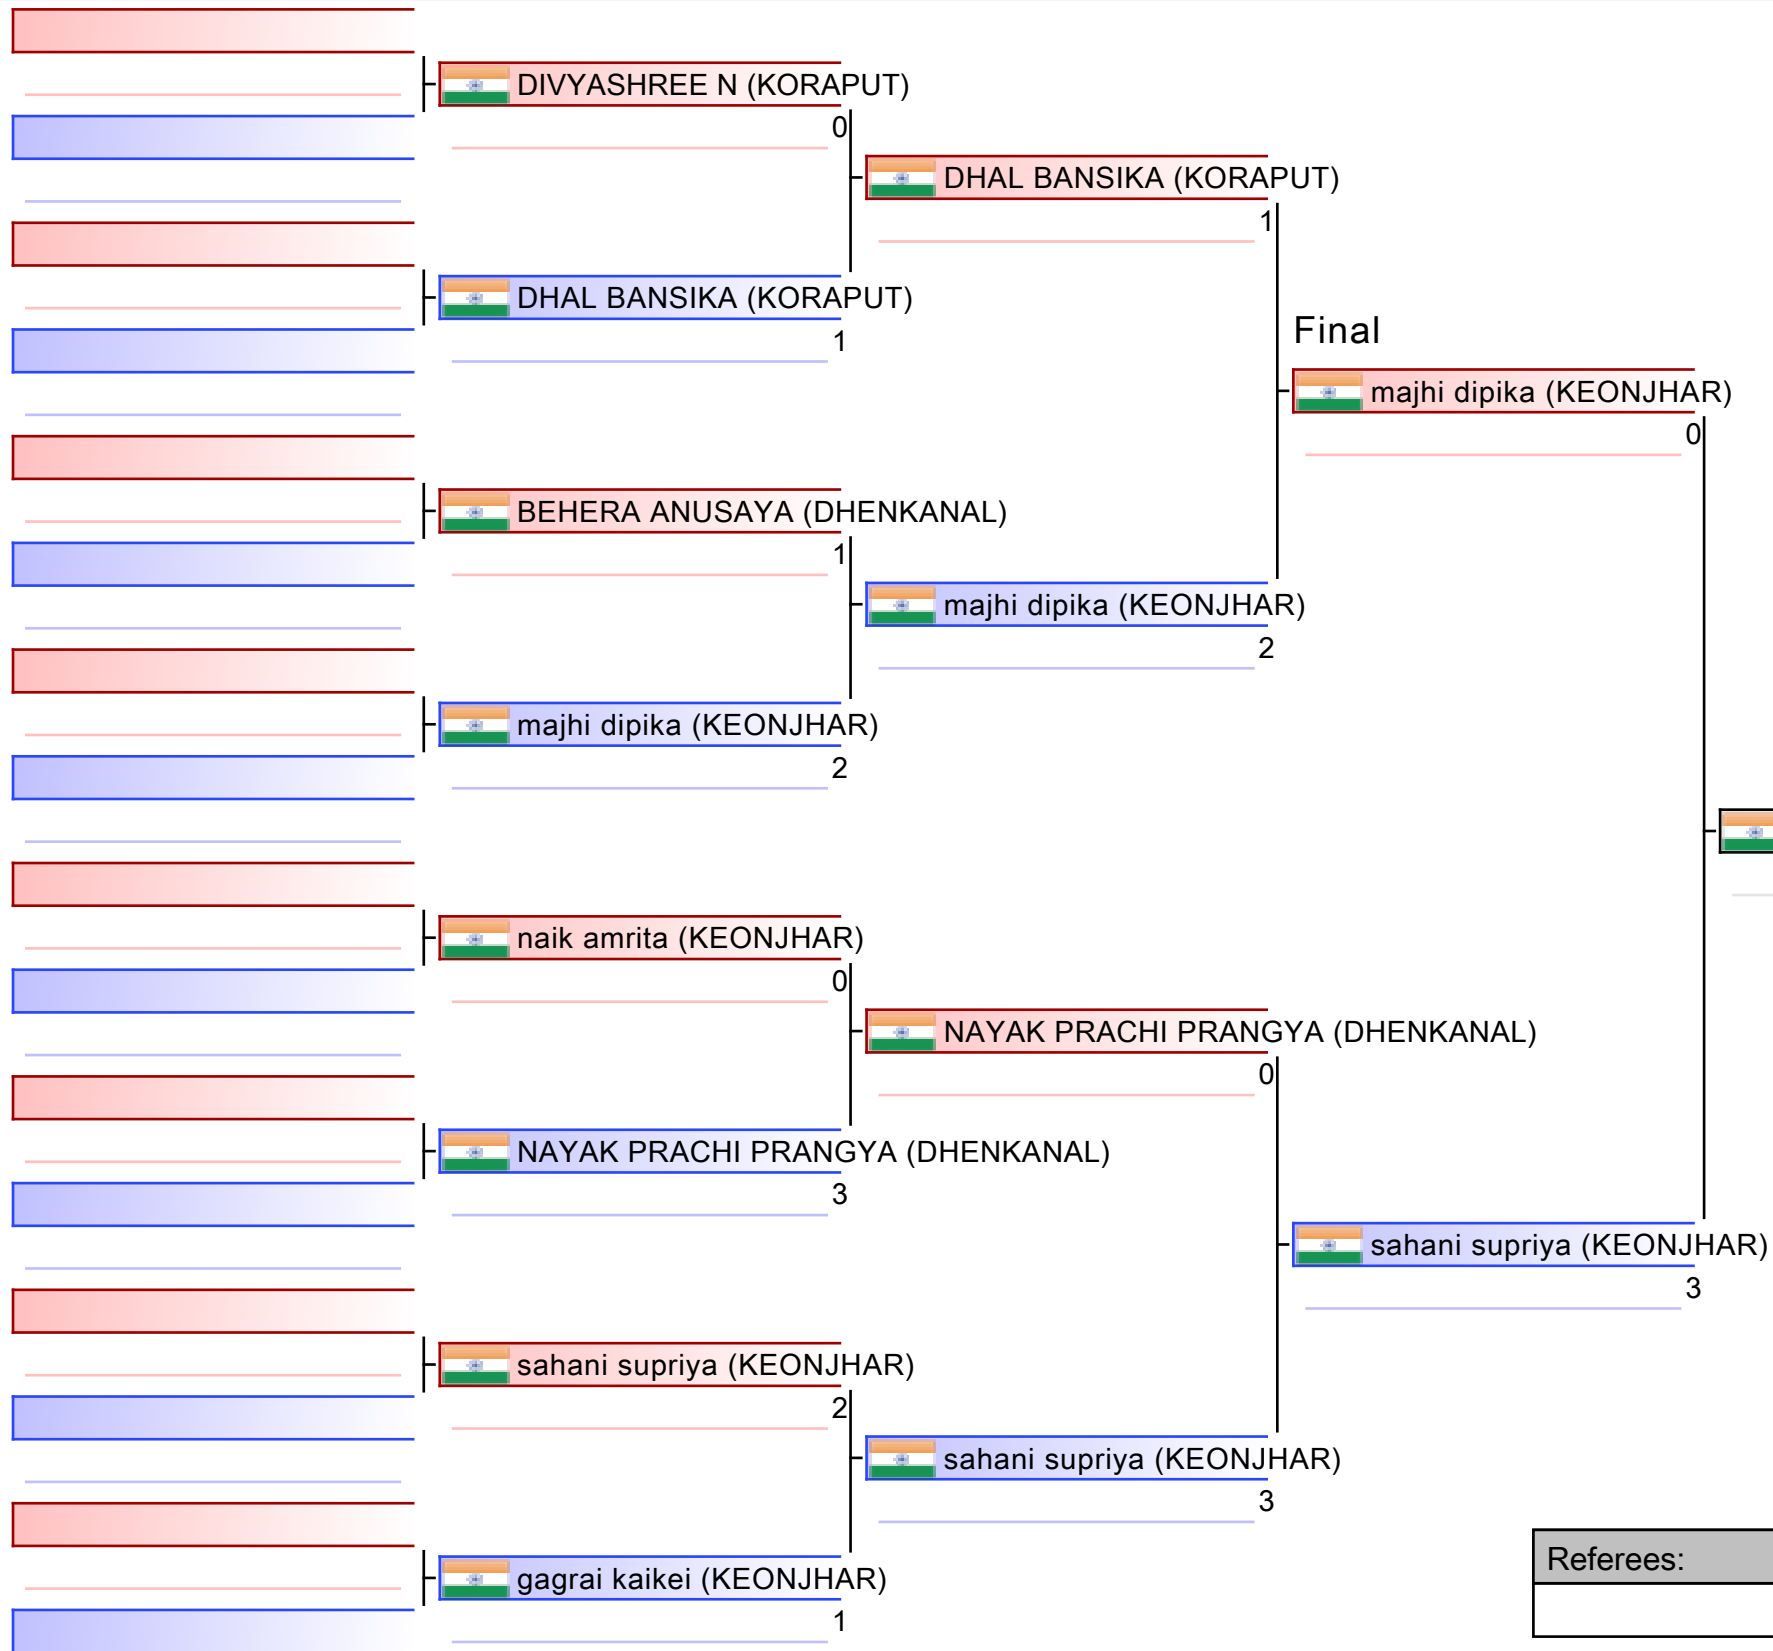 DIVYASHREE N (KORAPUT)
0
DHAL BANSIKA (KORAPUT)
1
DHAL BANSIKA (KORAPUT)
1
Final
majhi dipika (KEONJHAR)
0
BEHERA ANUSAYA (DHENKANAL)
1
majhi dipika (KEONJHAR)
2
majhi dipika (KEONJHAR)
2
naik amrita (KEONJHAR)
0
NAYAK PRACHI PRANGYA (DHENKANAL)
0
NAYAK PRACHI PRANGYA (DHENKANAL)
3
sahani supriya (KEONJHAR)
3
sahani supriya (KEONJHAR)
2
sahani supriya (KEONJHAR)
3
gagrai kaikei (KEONJHAR)
1
Referees: